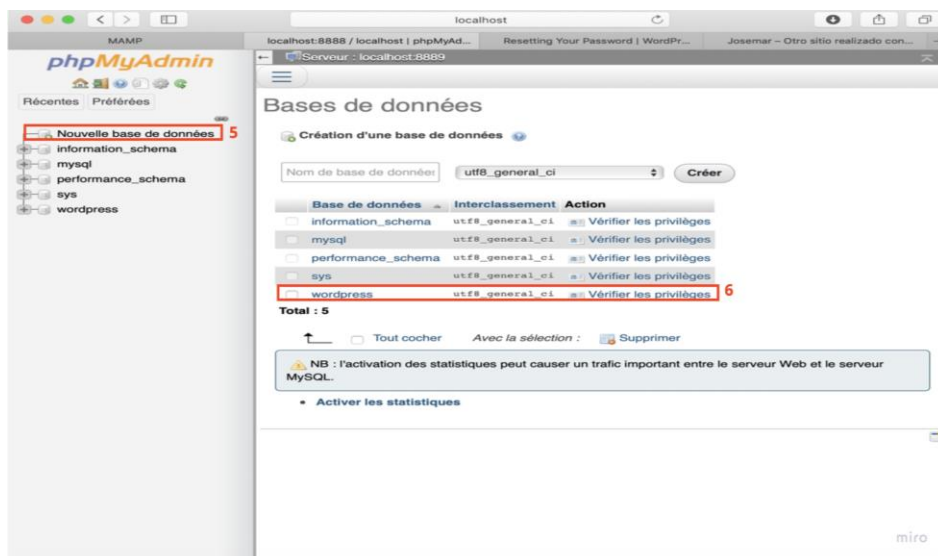 localhost
MAMP
localhost:8888 / localhost | phpMyAd...
Resetting Your Password | WordPr...
Josemar – Otro sitio realizado con...
phpMyAdmin
Récentes Préférées
Nouvelle base de données 5
information_schema
mysql
performance_schema
sys
wordpress
Serveur : localhost:8889
Bases de données
Création d'une base de données
Nom de base de données
utf8_general_ci
Créer
Base de données Interclassement Action
information_schema utf8_general_ci Vérifier les privilèges
mysql utf8_general_ci Vérifier les privilèges
performance_schema utf8_general_ci Vérifier les privilèges
sys utf8_general_ci Vérifier les privilèges
wordpress utf8_general_ci Vérifier les privilèges 6
Total : 5
Tout cocher Avec la sélection : Supprimer
NB : l'activation des statistiques peut causer un trafic important entre le serveur Web et le serveur
MySQL.
• Activer les statistiques
miro